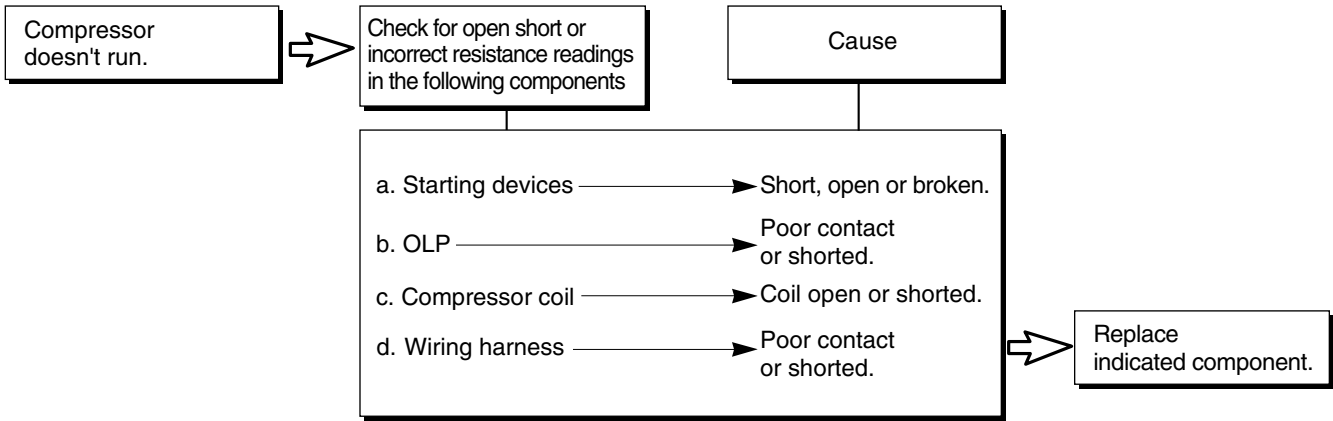 Compressor
doesn't run.
Check for open short or
incorrect resistance readings
in the following components
Cause
a. Starting devices
Short, open or broken.
b. OLP
Poor contact
or shorted.
c. Compressor coil
Coil open or shorted.
d. Wiring harness
Poor contact
or shorted.
Replace
indicated component.